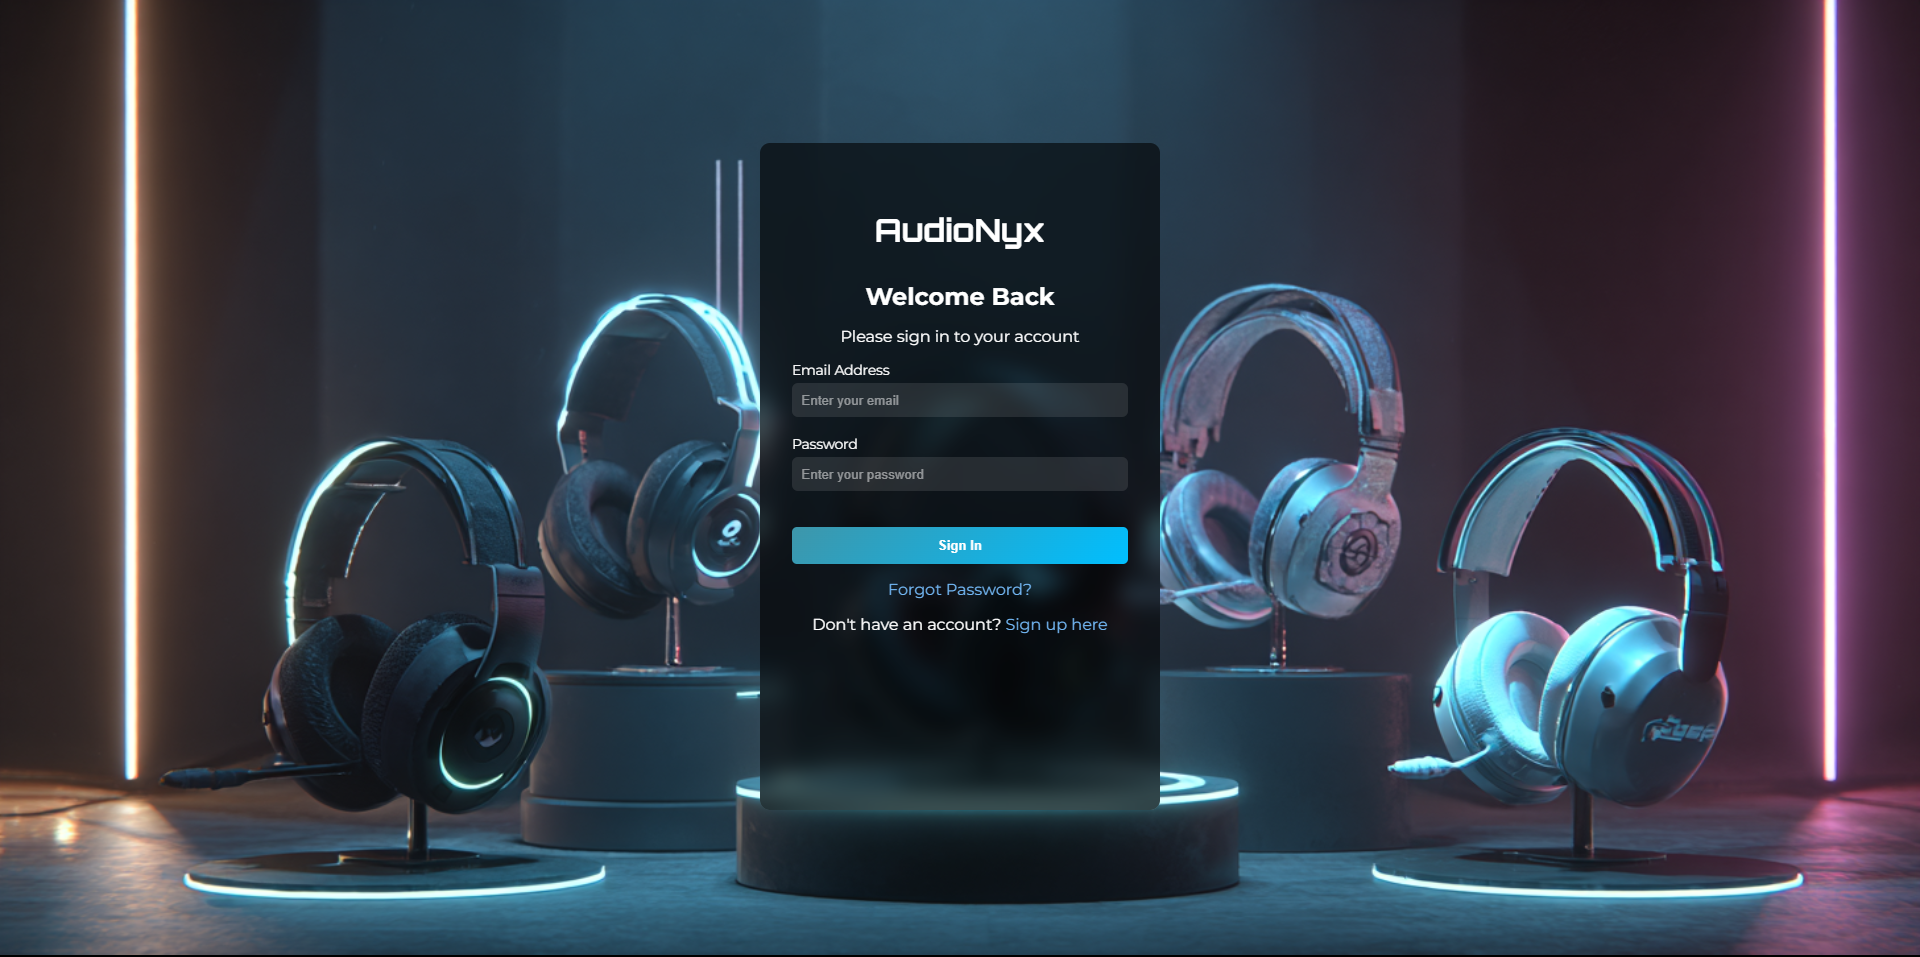 AudioNyx
Welcome Back
Please sign in to your account
Email Address
Enter your email
Password
Enter your password
Sign In
Forgot Password?
Don't have an account? Sign up here